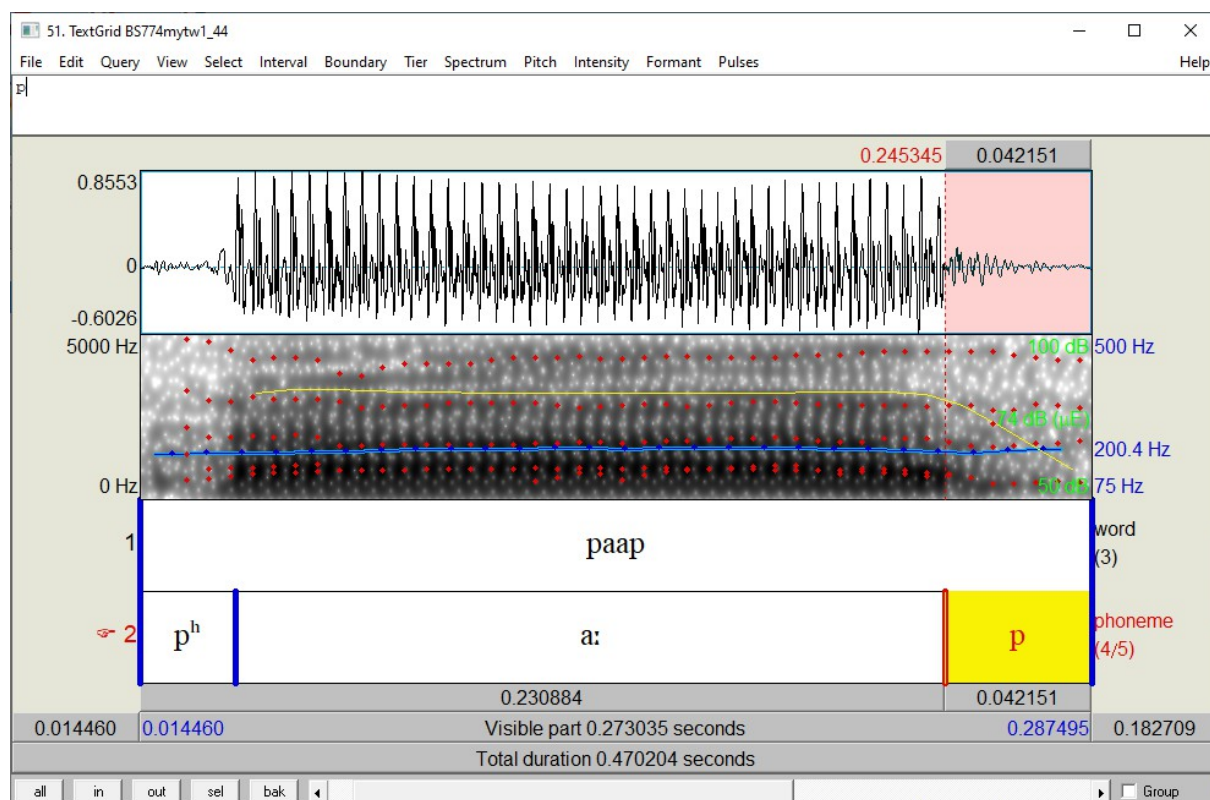 51. TextGrid BS774mytw1_44
File Edit Query View Select Interval Boundary Tier Spectrum Pitch Intensity Formant Pulses Help
p
0.245345 0.042151
0.8553
0
-0.6026
5000 Hz 100 dB 500 Hz
74 dB (µE)
200.4 Hz
0 Hz 50 dB 75 Hz
1 paap word (3)
☞ 2 pʰ aː p phoneme (4/5)
0.230884 0.042151
0.014460 0.014460 Visible part 0.273035 seconds 0.287495 0.182709
Total duration 0.470204 seconds
all in out sel bak Group